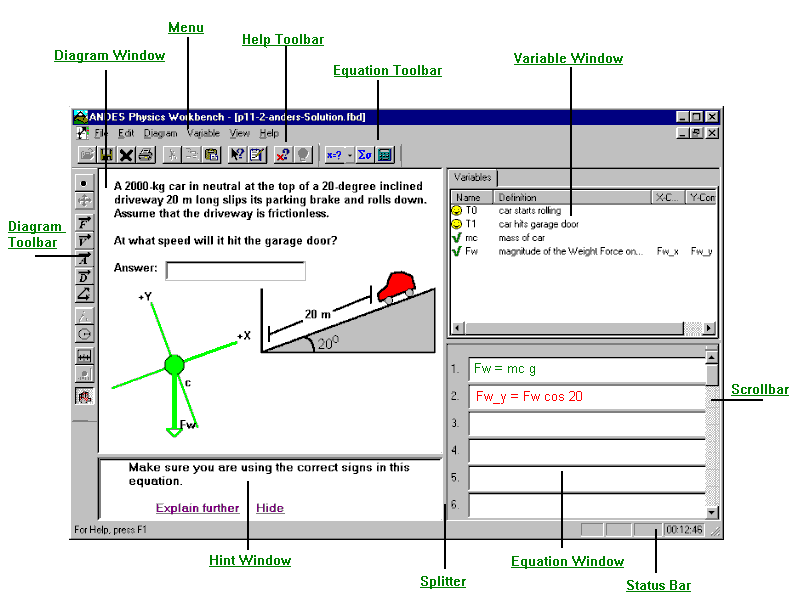 Menu
Help Toolbar
Diagram Window
Variable Window
Equation Toolbar
ANDES Physics Workbench - [p11-2-anders-Solution.fbd]
File Edit Diagram Variable View Help
x=? Σσ
A 2000-kg car in neutral at the top of a 20-degree inclined
driveway 20 m long slips its parking brake and rolls down.
Assume that the driveway is frictionless.
At what speed will it hit the garage door?
Answer:
Variables
Name Definition X-C... Y-Com
T0 car starts rolling
T1 car hits garage door
mc mass of car
Fw magnitude of the Weight Force on... Fw_x Fw_y
Diagram
Toolbar
F
V
A
D
+Y
+X
c
Fw
20 m
20⁰
1. Fw = mc g
2. Fw_y = Fw cos 20
3.
4.
5.
6.
Scrollbar
Make sure you are using the correct signs in this
equation.
Explain further Hide
For Help, press F1
00:12:46
Hint Window
Equation Window
Splitter
Status Bar